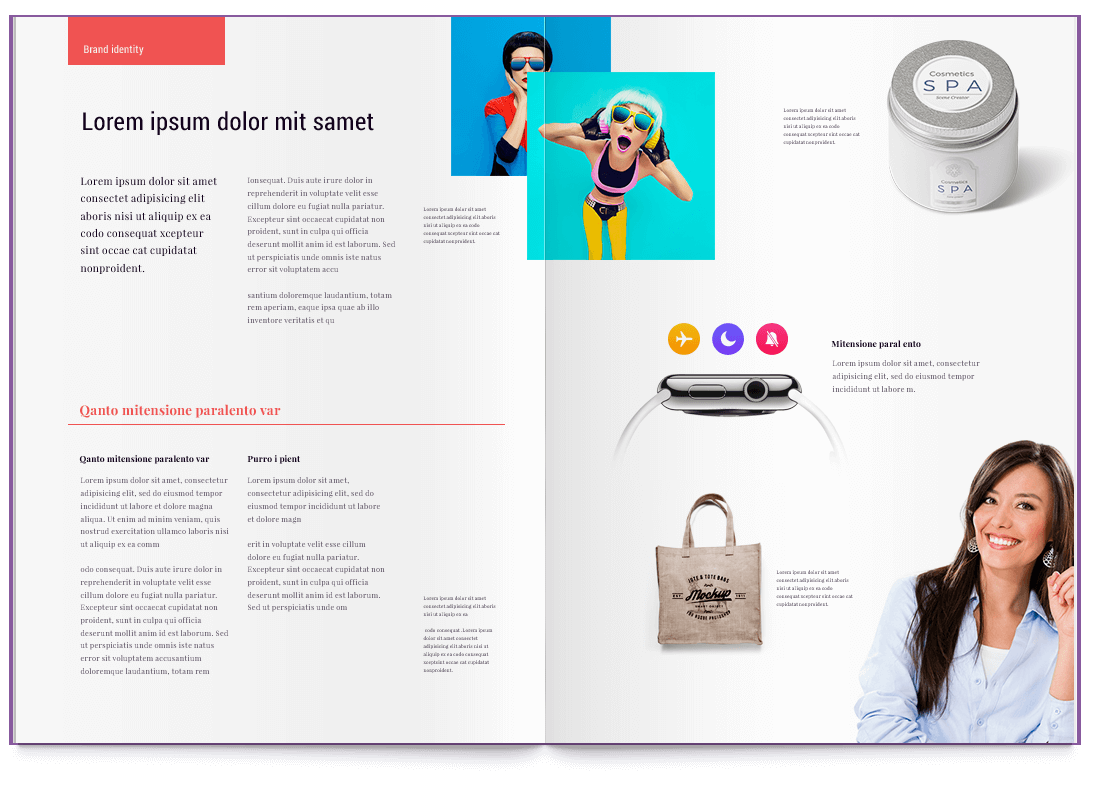 Brand identity
Lorem ipsum dolor mit samet
Lorem ipsum dolor sit amet
consectet adipisicing elit
aboris nisi ut aliquip ex ea
codo consequat xcepteur
sint occae cat cupidatat
nonproident.
lonsequat. Duis aute irure dolor in
reprehenderit in voluptate velit esse
cillum dolore eu fugiat nulla pariatur.
Excepteur sint occaecat cupidatat non
proident, sunt in culpa qui officia
deserunt mollit anim id est laborum. Sed
ut perspiciatis unde omnis iste natus
error sit voluptatem accu
santium doloremque laudantium, totam
rem aperiam, eaque ipsa quae ab illo
inventore veritatis et qu
Lorem ipsum dolor sit amet
consectet adipisicing elit aboris
nisi ut aliquip ex ea codo
consequat xcepteur sint occae cat
cupidatat nonproident.
Qanto mitensione paralento var
Qanto mitensione paralento var
Lorem ipsum dolor sit amet, consectetur
adipisicing elit, sed do eiusmod tempor
incididunt ut labore et dolore magna
aliqua. Ut enim ad minim veniam, quis
nostrud exercitation ullamco laboris nisi
ut aliquip ex ea comm
odo consequat. Duis aute irure dolor in
reprehenderit in voluptate velit esse
cillum dolore eu fugiat nulla pariatur.
Excepteur sint occaecat cupidatat non
proident, sunt in culpa qui officia
deserunt mollit anim id est laborum. Sed
ut perspiciatis unde omnis iste natus
error sit voluptatem accusantium
doloremque laudantium, totam rem
Purro i pient
Lorem ipsum dolor sit amet,
consectetur adipisicing elit, sed do
eiusmod tempor incididunt ut labore
et dolore magn
erit in voluptate velit esse cillum
dolore eu fugiat nulla pariatur.
Excepteur sint occaecat cupidatat non
proident, sunt in culpa qui officia
deserunt mollit anim id est laborum.
Sed ut perspiciatis unde om
Lorem ipsum dolor sit amet
consectet adipisicing elit aboris
nisi ut aliquip ex ea
codo consequat .Lorem ipsum
dolor sit amet consectet
adipisicing elit aboris nisi ut
aliquip ex ea codo consequat
xcepteint occae cat cupidatat
nonproident.
Lorem ipsum dolor sit amet
consectet adipisicing elit aboris
nisi ut aliquip ex ea codo
consequat xcepteur sint occae cat
cupidatat nonproident.
Cosmetics
SPA
Scene Creator
Cosmetics
SPA
Mitensione paral ento
Lorem ipsum dolor sit amet, consectetur
adipisicing elit, sed do eiusmod tempor
incididunt ut labore m.
JUTE & TOTE BAGS
Mockup
EST. 1971
SMART OBJECT
Lorem ipsum dolor sit amet
consectet adipisicing elit aboris
nisi ut aliquip ex ea codo
consequat xcepteur sint occae cat
cupidatat nonproident.